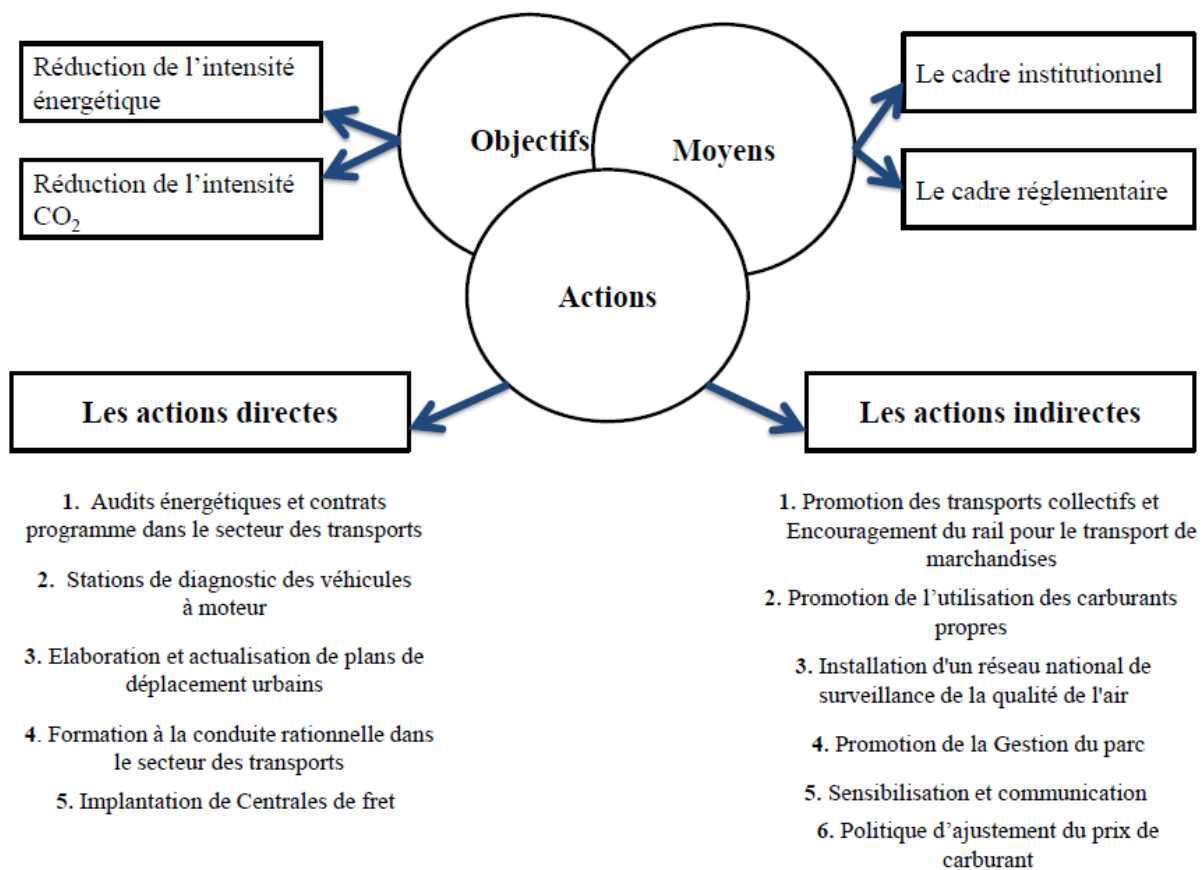 Réduction de l’intensité
énergétique
Réduction de l’intensité
CO₂
Objectifs
Moyens
Actions
Le cadre institutionnel
Le cadre réglementaire
Les actions directes
1. Audits énergétiques et contrats
programme dans le secteur des transports
2. Stations de diagnostic des véhicules
à moteur
3. Elaboration et actualisation de plans de
déplacement urbains
4. Formation à la conduite rationnelle dans
le secteur des transports
5. Implantation de Centrales de fret
Les actions indirectes
1. Promotion des transports collectifs et
Encouragement du rail pour le transport de
marchandises
2. Promotion de l’utilisation des carburants
propres
3. Installation d'un réseau national de
surveillance de la qualité de l'air
4. Promotion de la Gestion du parc
5. Sensibilisation et communication
6. Politique d’ajustement du prix de
carburant